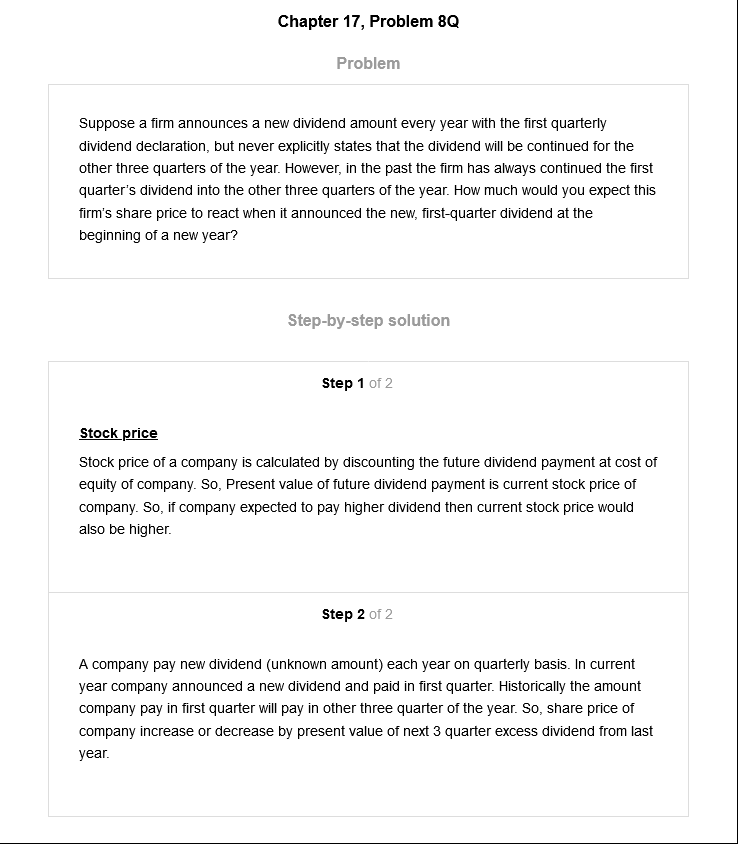 Chapter 17, Problem 8Q
Problem
Suppose a firm announces a new dividend amount every year with the first quarterly
dividend declaration, but never explicitly states that the dividend will be continued for the
other three quarters of the year. However, in the past the firm has always continued the first
quarter's dividend into the other three quarters of the year. How much would you expect this
firm's share price to react when it announced the new, first-quarter dividend at the
beginning of a new year?
Step-by-step solution
Step 1 of 2
Stock price
Stock price of a company is calculated by discounting the future dividend payment at cost of
equity of company. So, Present value of future dividend payment is current stock price of
company. So, if company expected to pay higher dividend then current stock price would
also be higher.
Step 2 of 2
A company pay new dividend (unknown amount) each year on quarterly basis. In current
year company announced a new dividend and paid in first quarter. Historically the amount
company pay in first quarter will pay in other three quarter of the year. So, share price of
company increase or decrease by present value of next 3 quarter excess dividend from last
year.